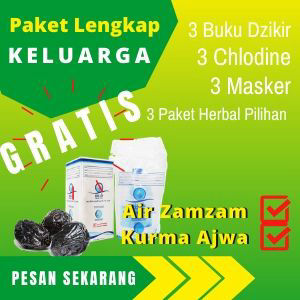 Paket Lengkap
KELUARGA
3 Buku Dzikir
3 Chlodine
3 Masker
3 Paket Herbal Pilihan
GRATIS
Air Zamzam
Kurma Ajwa
PESAN SEKARANG